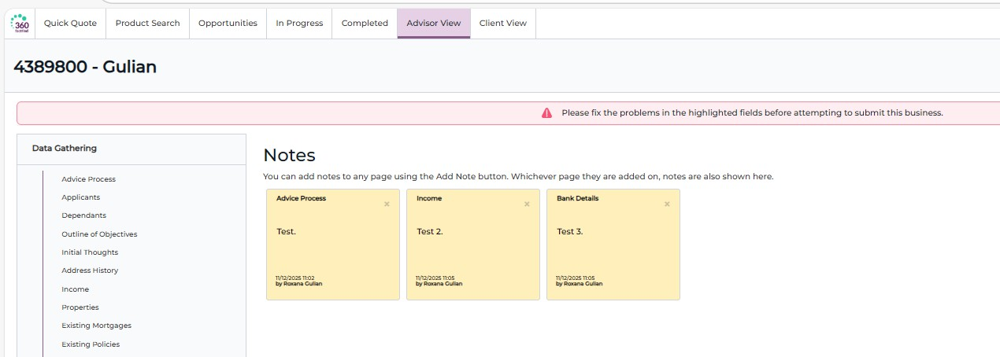 360
Quick Quote
Product Search
Opportunities
In Progress
Completed
Advisor View
Client View
4389800 - Gulian
Please fix the problems in the highlighted fields before attempting to submit this business.
Data Gathering
Advice Process
Applicants
Dependants
Outline of Objectives
Initial Thoughts
Address History
Income
Properties
Existing Mortgages
Existing Policies
Notes
You can add notes to any page using the Add Note button. Whichever page they are added on, notes are also shown here.
Advice Process
Test.
11/12/2025 11:02
by Roxana Gulian
Income
Test 2.
11/12/2025 11:05
by Roxana Gulian
Bank Details
Test 3.
11/12/2025 11:05
by Roxana Gulian